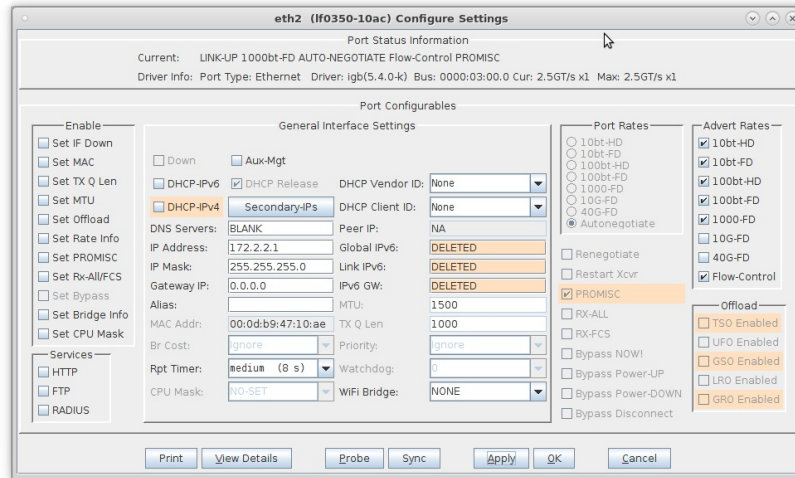 eth2 (lf0350-10ac) Configure Settings
Port Status Information
Current: LINK-UP 1000bt-FD AUTO-NEGOTIATE Flow-Control PROMISC
Driver Info: Port Type: Ethernet Driver: igb(5.4.0-k) Bus: 0000:03:00.0 Cur: 2.5GT/s x1 Max: 2.5GT/s x1
Port Configurables
Enable
Set IF Down
Set MAC
Set TX Q Len
Set MTU
Set Offload
Set Rate Info
Set PROMISC
Set Rx-All/FCS
Set Bypass
Set Bridge Info
Set CPU Mask
Services
HTTP
FTP
RADIUS
General Interface Settings
Down Aux-Mgt
DHCP-IPv6 DHCP Release DHCP Vendor ID: None
DHCP-IPv4 Secondary-IPs DHCP Client ID: None
DNS Servers: BLANK Peer IP: NA
IP Address: 172.2.2.1 Global IPv6: DELETED
IP Mask: 255.255.255.0 Link IPv6: DELETED
Gateway IP: 0.0.0.0 IPv6 GW: DELETED
Alias: MTU: 1500
MAC Addr: 00:0d:b9:47:10:ae TX Q Len 1000
Br Cost: Ignore Priority: Ignore
Rpt Timer: medium (8 s) Watchdog: 0
CPU Mask: NO-SET WiFi Bridge: NONE
Port Rates
10bt-HD
10bt-FD
100bt-HD
100bt-FD
1000-FD
10G-FD
40G-FD
Autonegotiate
Renegotiate
Restart Xcvr
PROMISC
RX-ALL
RX-FCS
Bypass NOW!
Bypass Power-UP
Bypass Power-DOWN
Bypass Disconnect
Advert Rates
10bt-HD
10bt-FD
100bt-HD
100bt-FD
1000-FD
10G-FD
40G-FD
Flow-Control
Offload
TSO Enabled
UFO Enabled
GSO Enabled
LRO Enabled
GRO Enabled
Print View Details Probe Sync Apply OK Cancel